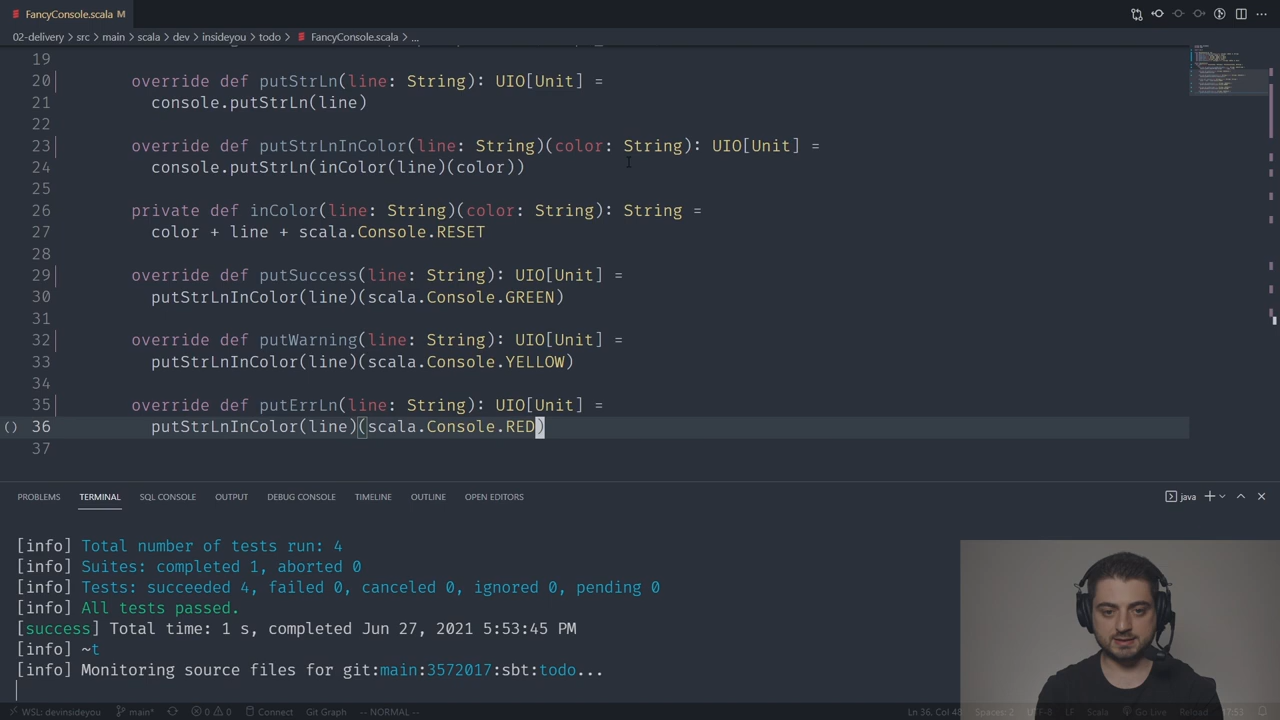 FancyConsole.scala M
02-delivery > src > main > scala > dev > insideyou > todo > FancyConsole.scala > ...
19
20 override def putStrLn(line: String): UIO[Unit] =
21 console.putStrLn(line)
22
23 override def putStrLnInColor(line: String)(color: String): UIO[Unit] =
24 console.putStrLn(inColor(line)(color))
25
26 private def inColor(line: String)(color: String): String =
27 color + line + scala.Console.RESET
28
29 override def putSuccess(line: String): UIO[Unit] =
30 putStrLnInColor(line)(scala.Console.GREEN)
31
32 override def putWarning(line: String): UIO[Unit] =
33 putStrLnInColor(line)(scala.Console.YELLOW)
34
35 override def putErrLn(line: String): UIO[Unit] =
() 36 putStrLnInColor(line)(scala.Console.RED)
37
PROBLEMS TERMINAL SQL CONSOLE OUTPUT DEBUG CONSOLE TIMELINE OUTLINE OPEN EDITORS java
[info] Total number of tests run: 4
[info] Suites: completed 1, aborted 0
[info] Tests: succeeded 4, failed 0, canceled 0, ignored 0, pending 0
[info] All tests passed.
[success] Total time: 1 s, completed Jun 27, 2021 5:53:45 PM
[info] ~t
[info] Monitoring source files for git:main:3572017:sbt:todo...
WSL: devinsideyou main* 0 0 Connect Git Graph -- NORMAL -- Ln 36, Col 48 Spaces: 2 UTF-8 LF Scala Go Live Reload 17:53